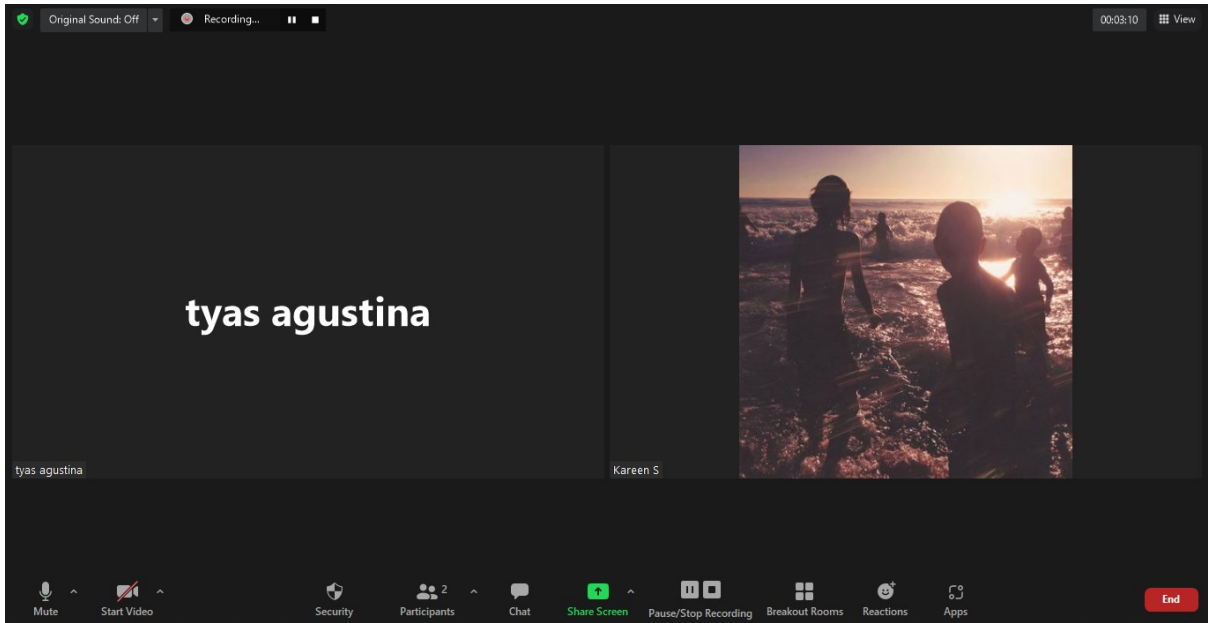 Original Sound: Off
Recording...
00:03:10
View
tyas agustina
tyas agustina
Kareen S
Mute
Start Video
Security
Participants
2
Chat
Share Screen
Pause/Stop Recording
Breakout Rooms
Reactions
Apps
End